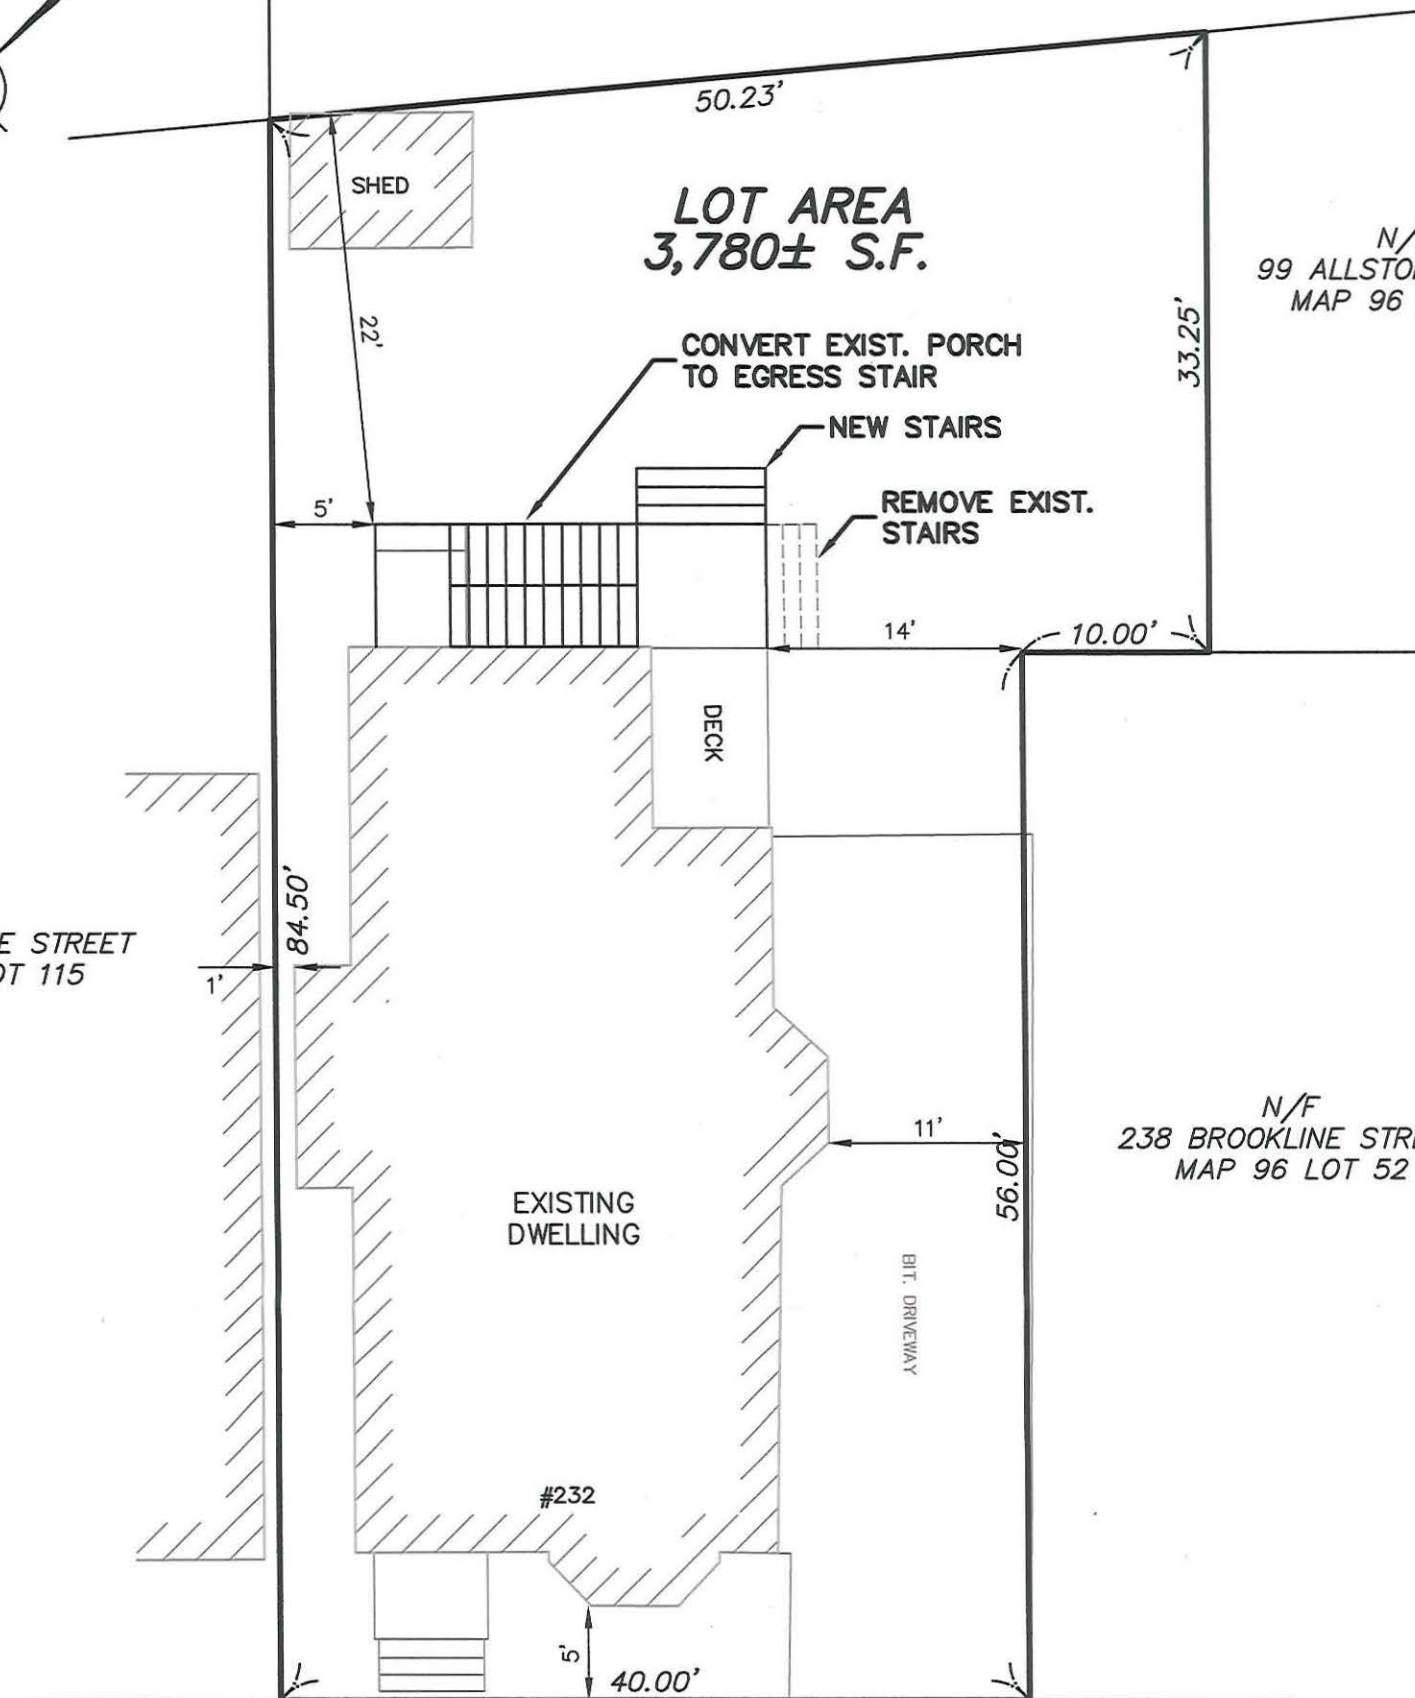 50.23'
SHED
LOT AREA
3,780± S.F.
N/
99
MAP 96
33.25'
22'
CONVERT EXIST. PORCH
TO EGRESS STAIR
NEW STAIRS
REMOVE EXIST.
STAIRS
5'
14'
10.00'
DECK
84.50'
STREET
115
1'
N/F
238 BROOKLINE
MAP 96 LOT 52
11'
56.00'
EXISTING
DWELLING
BIT. DRIVEWAY
#232
5'
40.00'